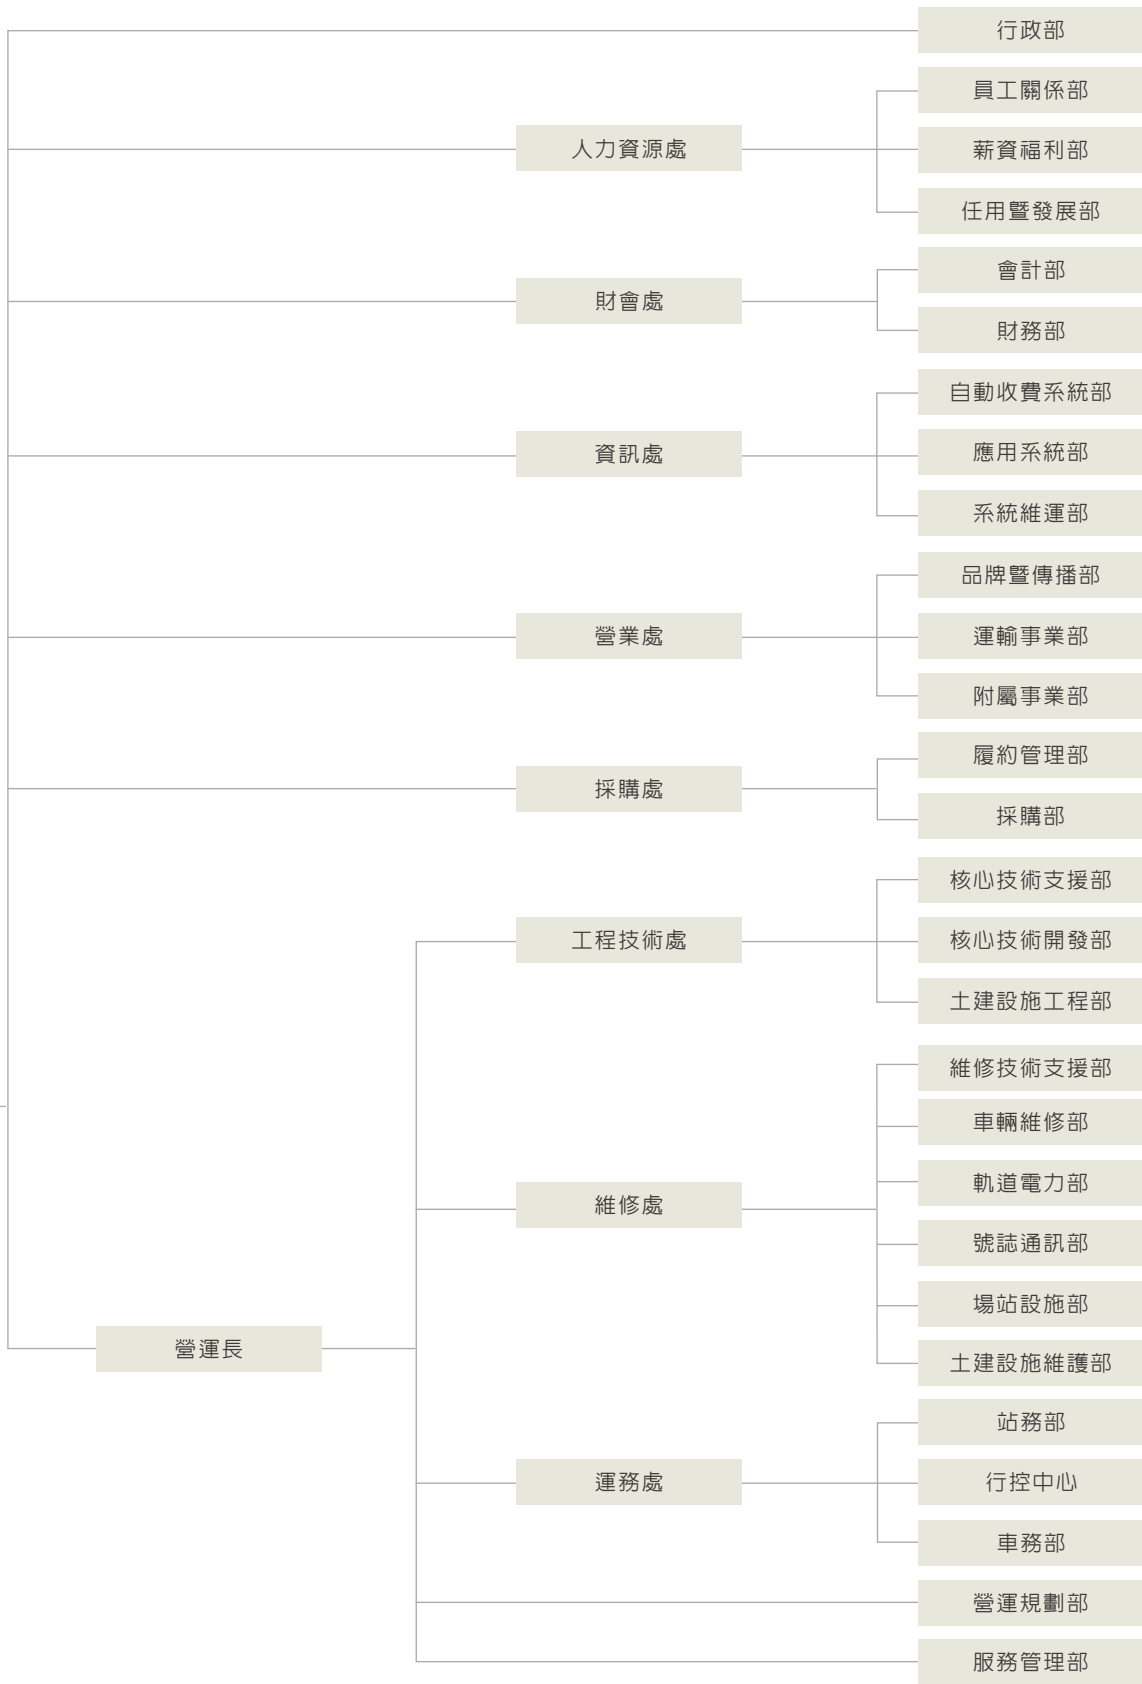 行政部
員工關係部
人力資源處
薪資福利部
任用暨發展部
會計部
財會處
財務部
自動收費系統部
資訊處
應用系統部
系統維運部
品牌暨傳播部
營業處
運輸事業部
附屬事業部
履約管理部
採購處
採購部
核心技術支援部
工程技術處
核心技術開發部
土建設施工程部
維修技術支援部
車輛維修部
軌道電力部
維修處
號誌通訊部
場站設施部
營運長
土建設施維護部
站務部
運務處
行控中心
車務部
營運規劃部
服務管理部